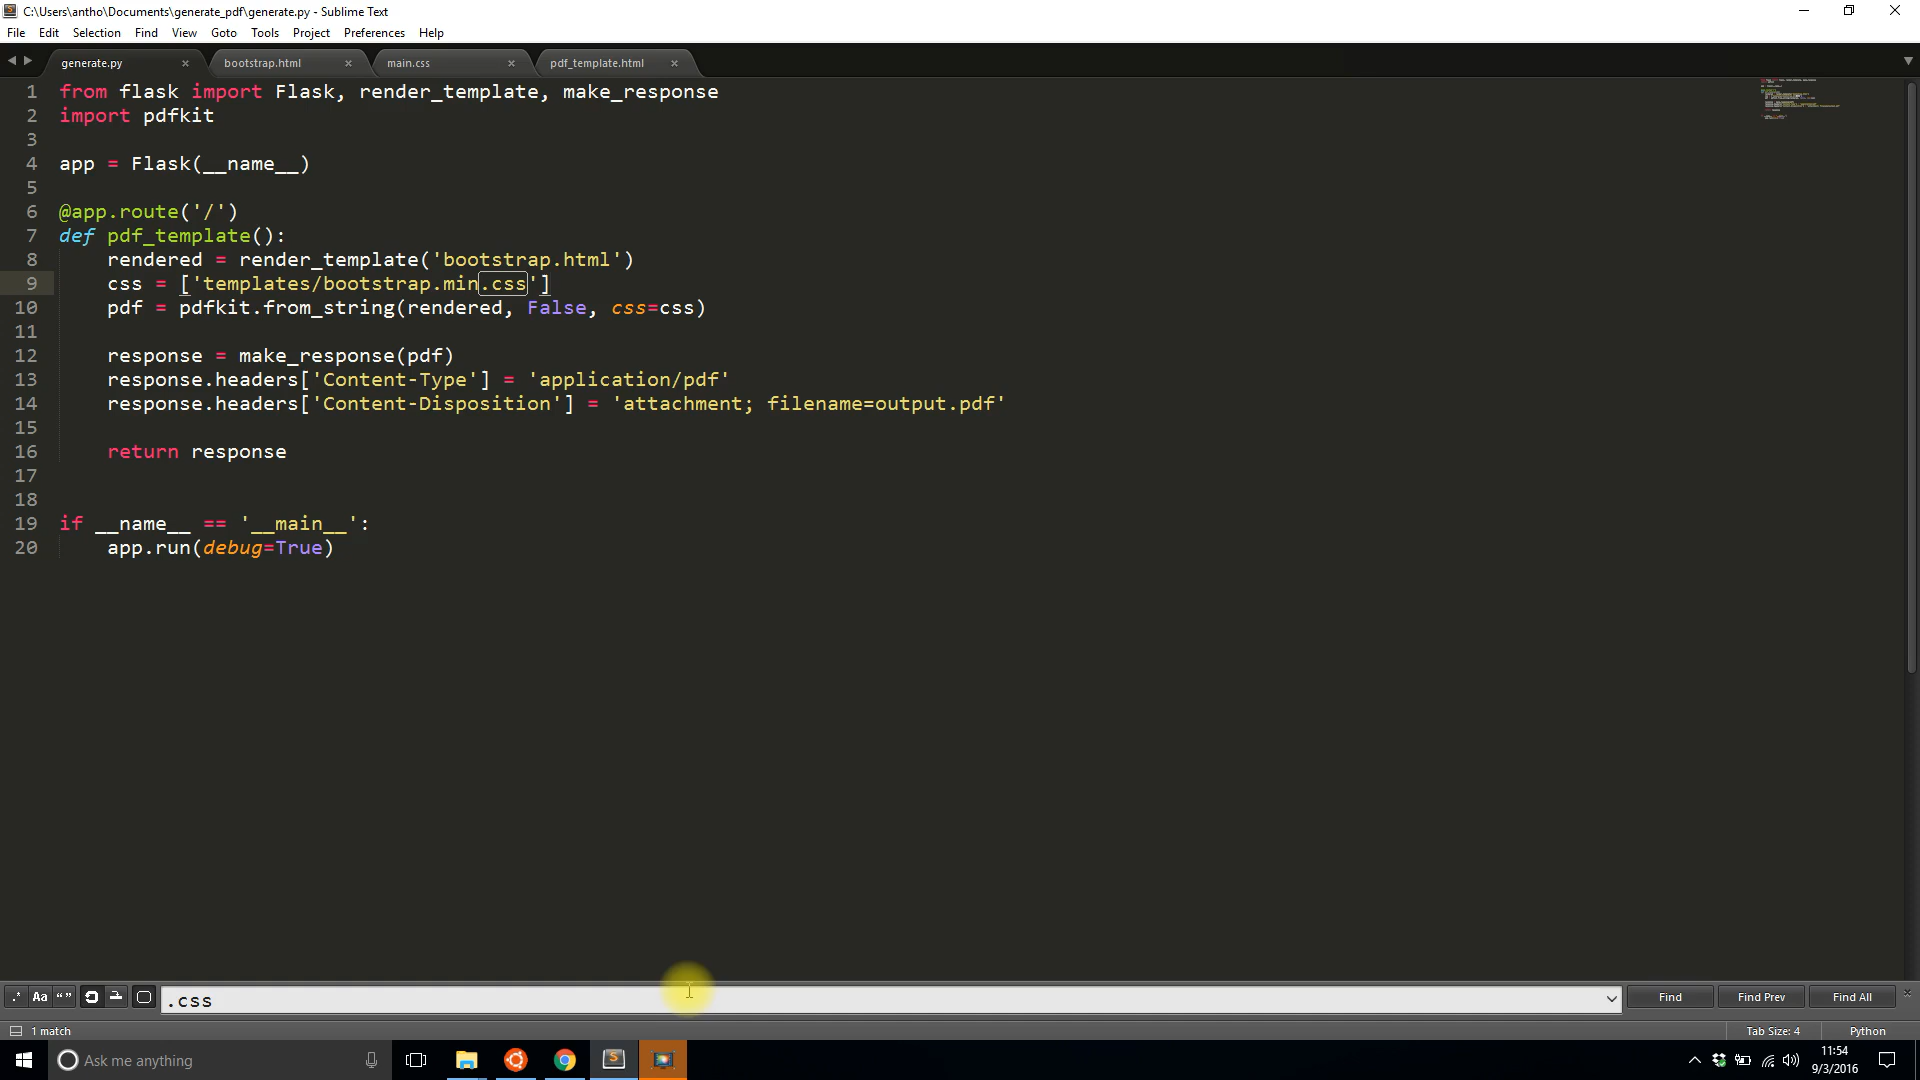 C:\Users\antho\Documents\generate_pdf\generate.py - Sublime Text
File Edit Selection Find View Goto Tools Project Preferences Help
generate.py × bootstrap.html × main.css × pdf_template.html ×
1 from flask import Flask, render_template, make_response
2 import pdfkit
3
4 app = Flask(__name__)
5
6 @app.route('/')
7 def pdf_template():
8     rendered = render_template('bootstrap.html')
9     css = ['templates/bootstrap.min.css']
10     pdf = pdfkit.from_string(rendered, False, css=css)
11
12     response = make_response(pdf)
13     response.headers['Content-Type'] = 'application/pdf'
14     response.headers['Content-Disposition'] = 'attachment; filename=output.pdf'
15
16     return response
17
18
19 if __name__ == '__main__':
20     app.run(debug=True)
.* Aa “” .css Find Find Prev Find All ×
1 match Tab Size: 4 Python
Ask me anything S 11:54
9/3/2016